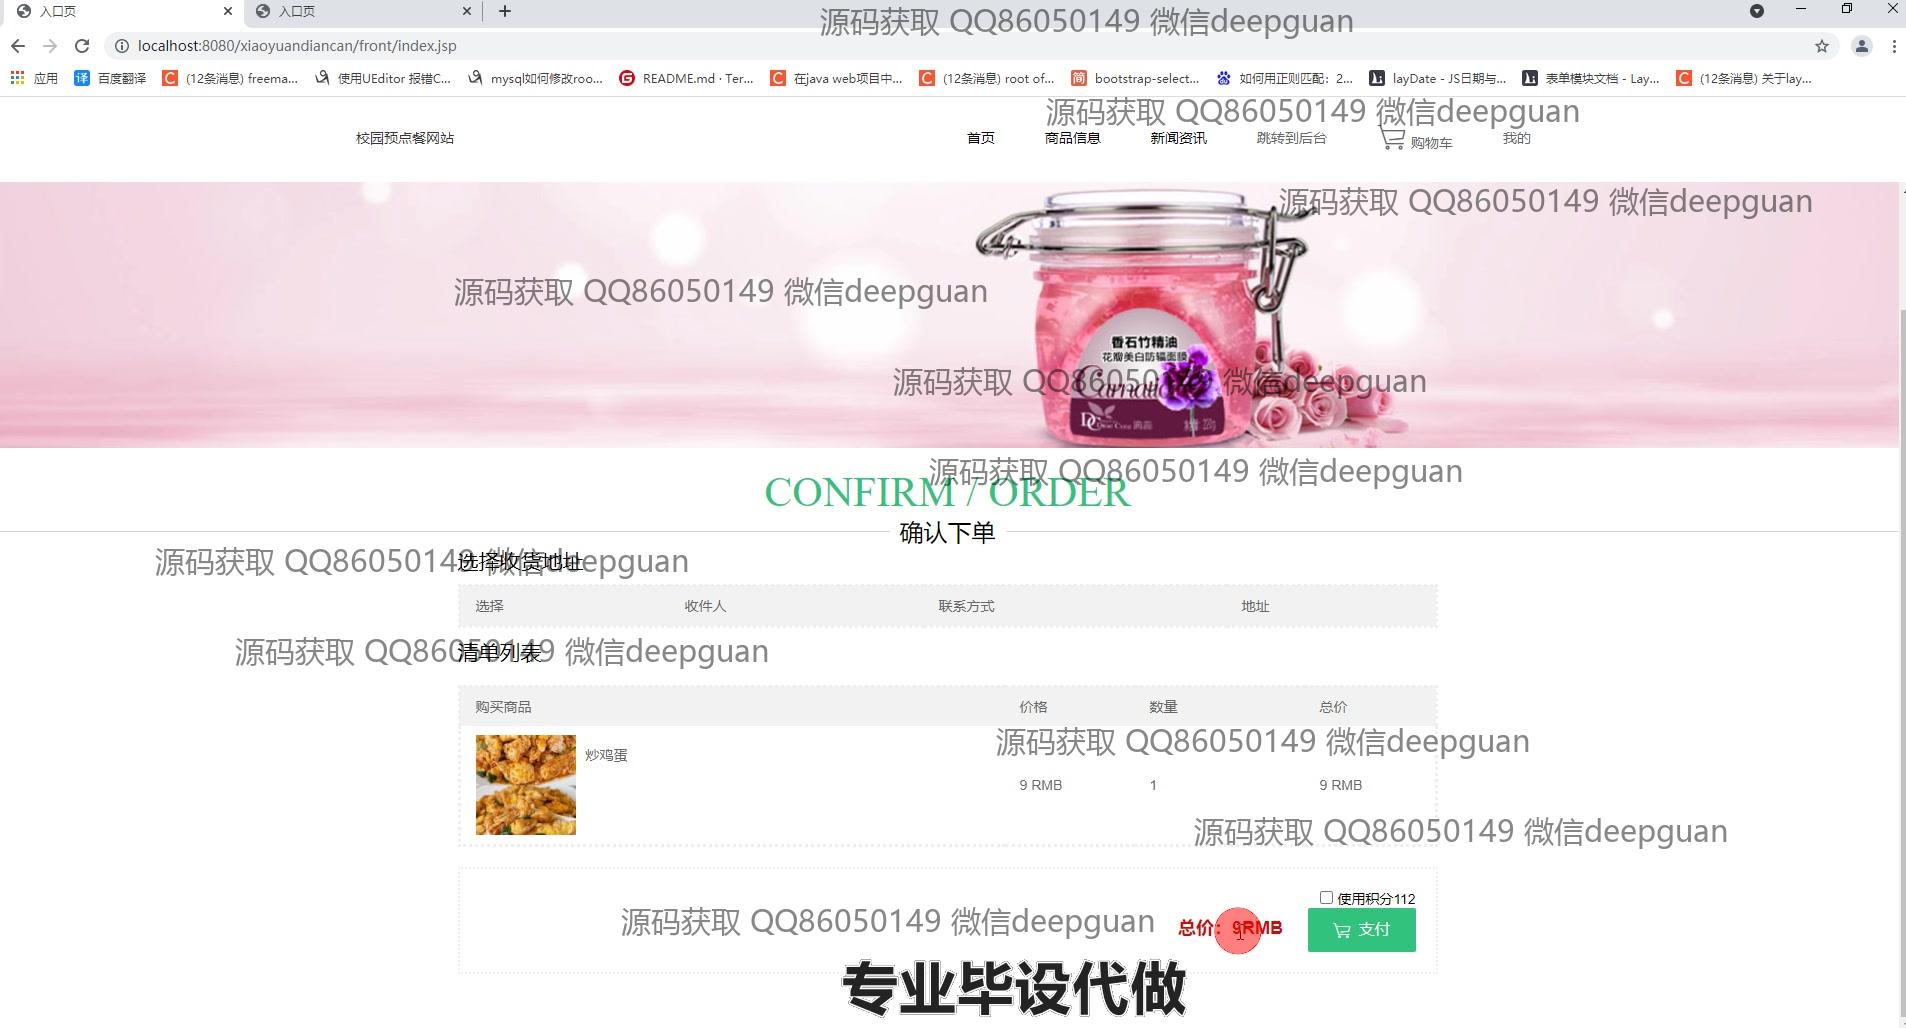 入口页
入口页
源码获取 QQ86050149 微信deepguan
localhost:8080/xiaoyuandiancan/front/index.jsp
应用 百度翻译 (12条消息) freema... 使用UEditor 报错C... mysql如何修改roo... README.md · Ter... 在java web项目中... (12条消息) root of... bootstrap-select... 如何用正则匹配：2... layDate - JS日期与... 表单模块文档 - Lay... (12条消息) 关于lay...
源码获取 QQ86050149 微信deepguan
校园预点餐网站 首页 商品信息 新闻资讯 跳转到后台 购物车 我的
源码获取 QQ86050149 微信deepguan
源码获取 QQ86050149 微信deepguan
香石竹精油
花瓣美白防辐面膜
源码获取 QQ86050149 微信deepguan
Carnati
源码获取 QQ86050149 微信deepguan
CONFIRM / ORDER
确认下单
源码获取 QQ86050149 微信deepguan
选择收货地址
选择 收件人 联系方式 地址
源码获取 QQ86050149 微信deepguan
清单列表
购买商品 价格 数量 总价
源码获取 QQ86050149 微信deepguan
炒鸡蛋
9 RMB 1 9 RMB
源码获取 QQ86050149 微信deepguan
使用积分112
源码获取 QQ86050149 微信deepguan
总价：9RMB 支付
专业毕设代做